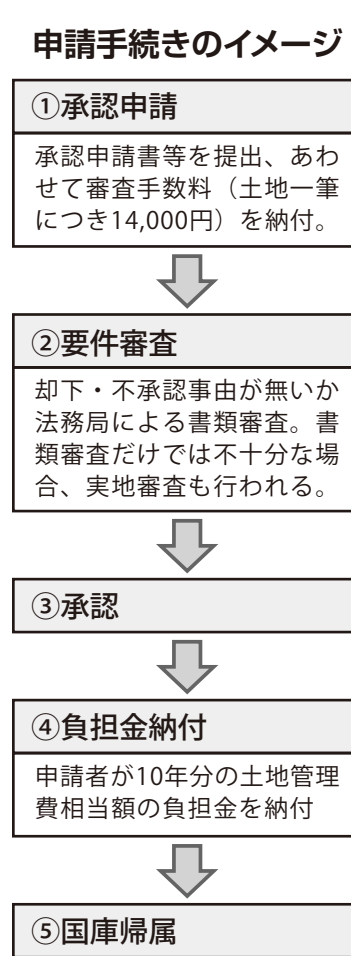 申請手続きのイメージ
①承認申請
承認申請書等を提出、あわ
せて審査手数料（土地一筆
につき14,000円）を納付。
②要件審査
却下・不承認事由が無いか
法務局による書類審査。書
類審査だけでは不十分な場
合、実地審査も行われる。
③承認
④負担金納付
申請者が10年分の土地管理
費相当額の負担金を納付
⑤国庫帰属